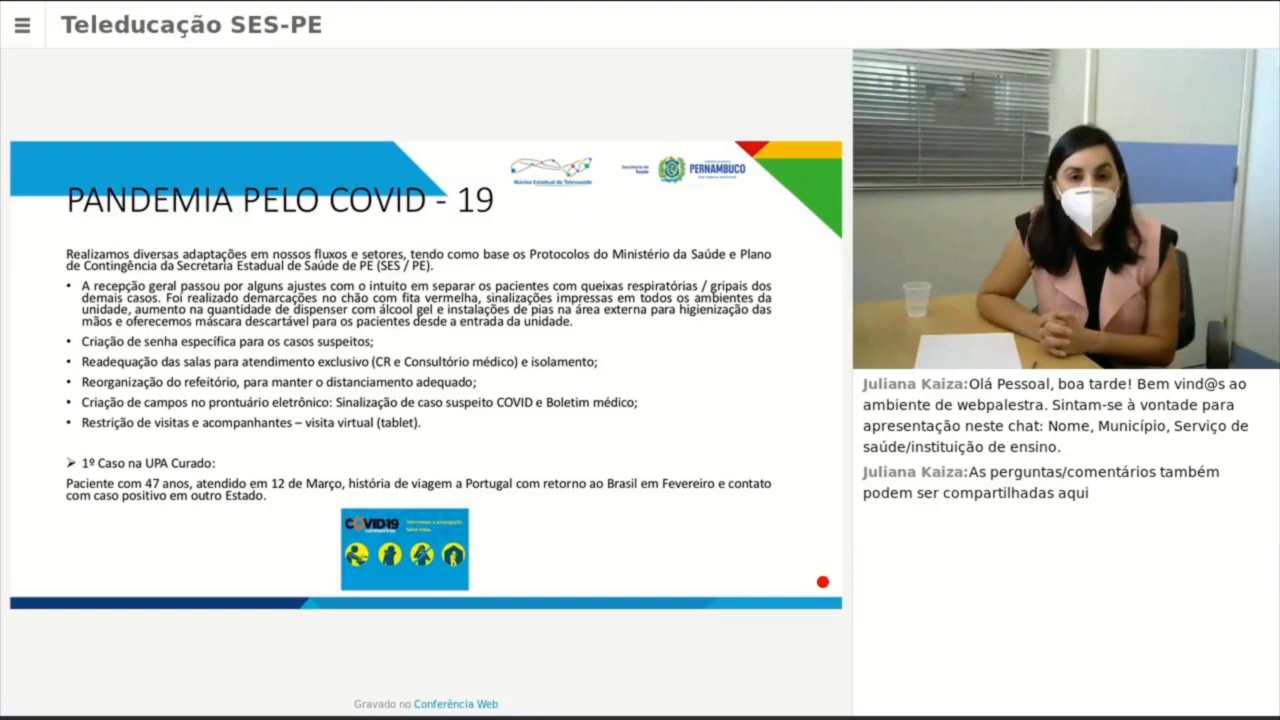 Teleducação SES-PE
Núcleo Estadual de Telessaúde
Secretaria de
Saúde
PERNAMBUCO
PANDEMIA PELO COVID - 19
Realizamos diversas adaptações em nossos fluxos e setores, tendo como base os Protocolos do Ministério da Saúde e Plano
de Contingência da Secretaria Estadual de Saúde de PE (SES / PE).
• A recepção geral passou por alguns ajustes com o intuito em separar os pacientes com queixas respiratórias / gripais dos
demais casos. Foi realizado demarcações no chão com fita vermelha, sinalizações impressas em todos os ambientes da
unidade, aumento na quantidade de dispenser com álcool gel e instalações de pias na área externa para higienização das
mãos e oferecemos máscara descartável para os pacientes desde a entrada da unidade.
• Criação de senha específica para os casos suspeitos;
• Readequação das salas para atendimento exclusivo (CR e Consultório médico) e isolamento;
• Reorganização do refeitório, para manter o distanciamento adequado;
• Criação de campos no prontuário eletrônico: Sinalização de caso suspeito COVID e Boletim médico;
• Restrição de visitas e acompanhantes – visita virtual (tablet).
➢ 1º Caso na UPA Curado:
Paciente com 47 anos, atendido em 12 de Março, história de viagem a Portugal com retorno ao Brasil em Fevereiro e contato
com caso positivo em outro Estado.
COVID-19
Juliana Kaiza:Olá Pessoal, boa tarde! Bem vind@s ao
ambiente de webpalestra. Sintam-se à vontade para
apresentação neste chat: Nome, Município, Serviço de
saúde/instituição de ensino.
Juliana Kaiza:As perguntas/comentários também
podem ser compartilhadas aqui
Gravado no Conferência Web